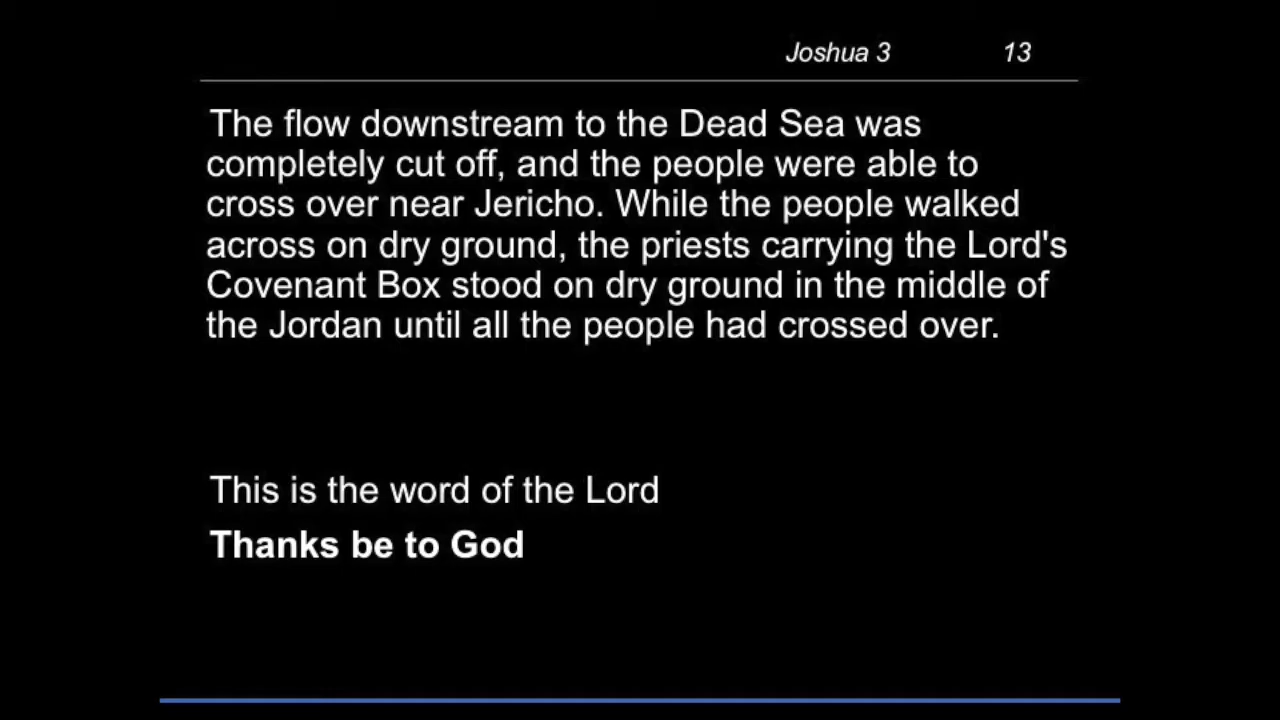 Joshua 3 13
The flow downstream to the Dead Sea was
completely cut off, and the people were able to
cross over near Jericho. While the people walked
across on dry ground, the priests carrying the Lord's
Covenant Box stood on dry ground in the middle of
the Jordan until all the people had crossed over.
This is the word of the Lord
Thanks be to God